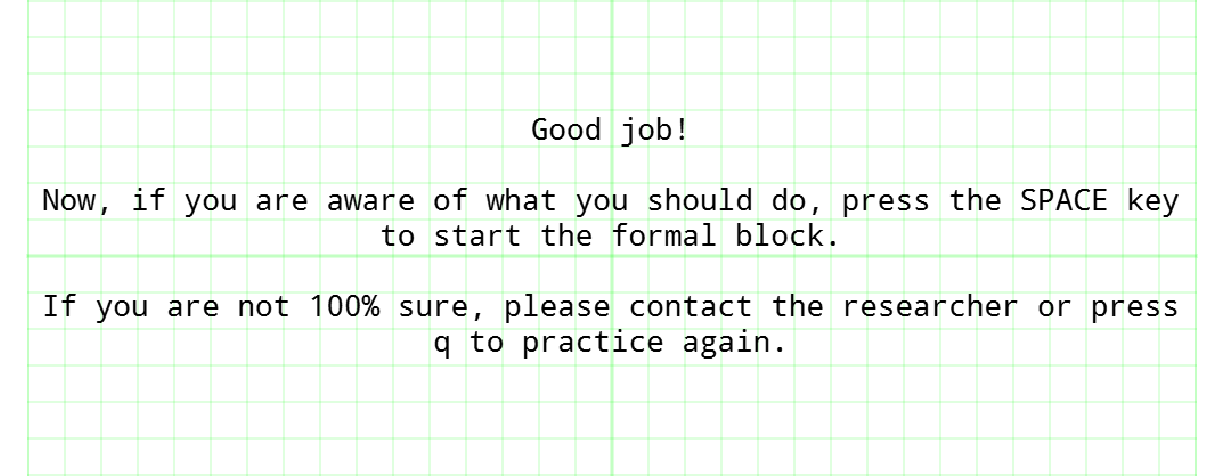 Good job!
Now, if you are aware of what you should do, press the SPACE key
to start the formal block.
If you are not 100% sure, please contact the researcher or press
q to practice again.